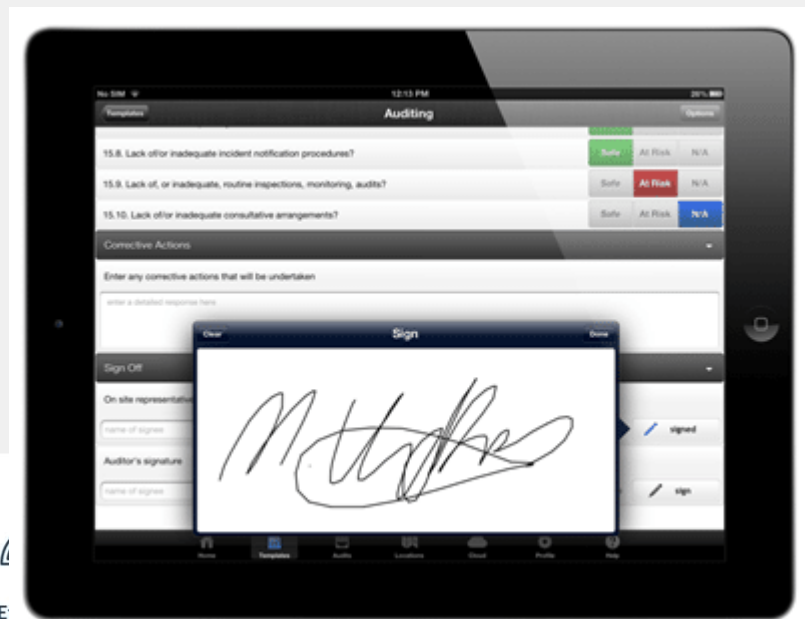 No SIM 12:13 PM 20%
Templates Auditing Options
15.8. Lack of/or inadequate incident notification procedures? Safe At Risk N/A
15.9. Lack of, or inadequate, routine inspections, monitoring, audits? Safe At Risk N/A
15.10. Lack of/or inadequate consultative arrangements? Safe At Risk N/A
Corrective Actions
Enter any corrective actions that will be undertaken
enter a detailed response here
Clear Sign Done
Sign Off
On site representative
name of signee signed
Auditor's signature
name of signee sign
Home Templates Audits Locations Cloud Profile Help